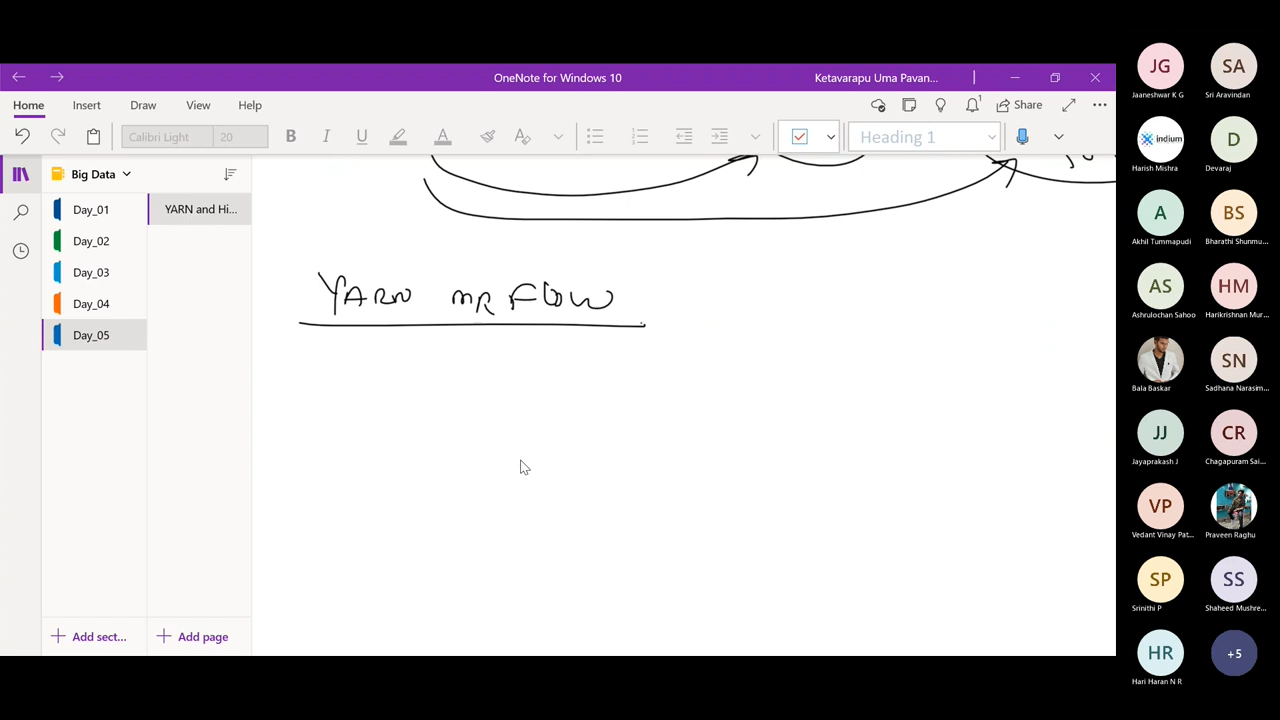 OneNote for Windows 10
Ketavarapu Uma Pavan...
Home
Insert
Draw
View
Help
1
Share
Calibri Light
20
B
I
U
A
Heading 1
Big Data
Day_01
Day_02
Day_03
Day_04
Day_05
YARN and Hi...
Add sect...
Add page
YARN MR Flow
JG
Jaaneshwar K G
SA
Sri Aravindan
indium
Harish Mishra
D
Devaraj
A
Akhil Tummapudi
BS
Bharathi Shunmu...
AS
Ashrulochan Sahoo
HM
Harikrishnan Mur...
Bala Baskar
SN
Sadhana Narasim...
JJ
Jayaprakash J
CR
Chagapuram Sai...
VP
Vedant Vinay Pat...
Praveen Raghu
SP
Srinithi P
SS
Shaheed Mushre...
HR
Hari Haran N R
+5